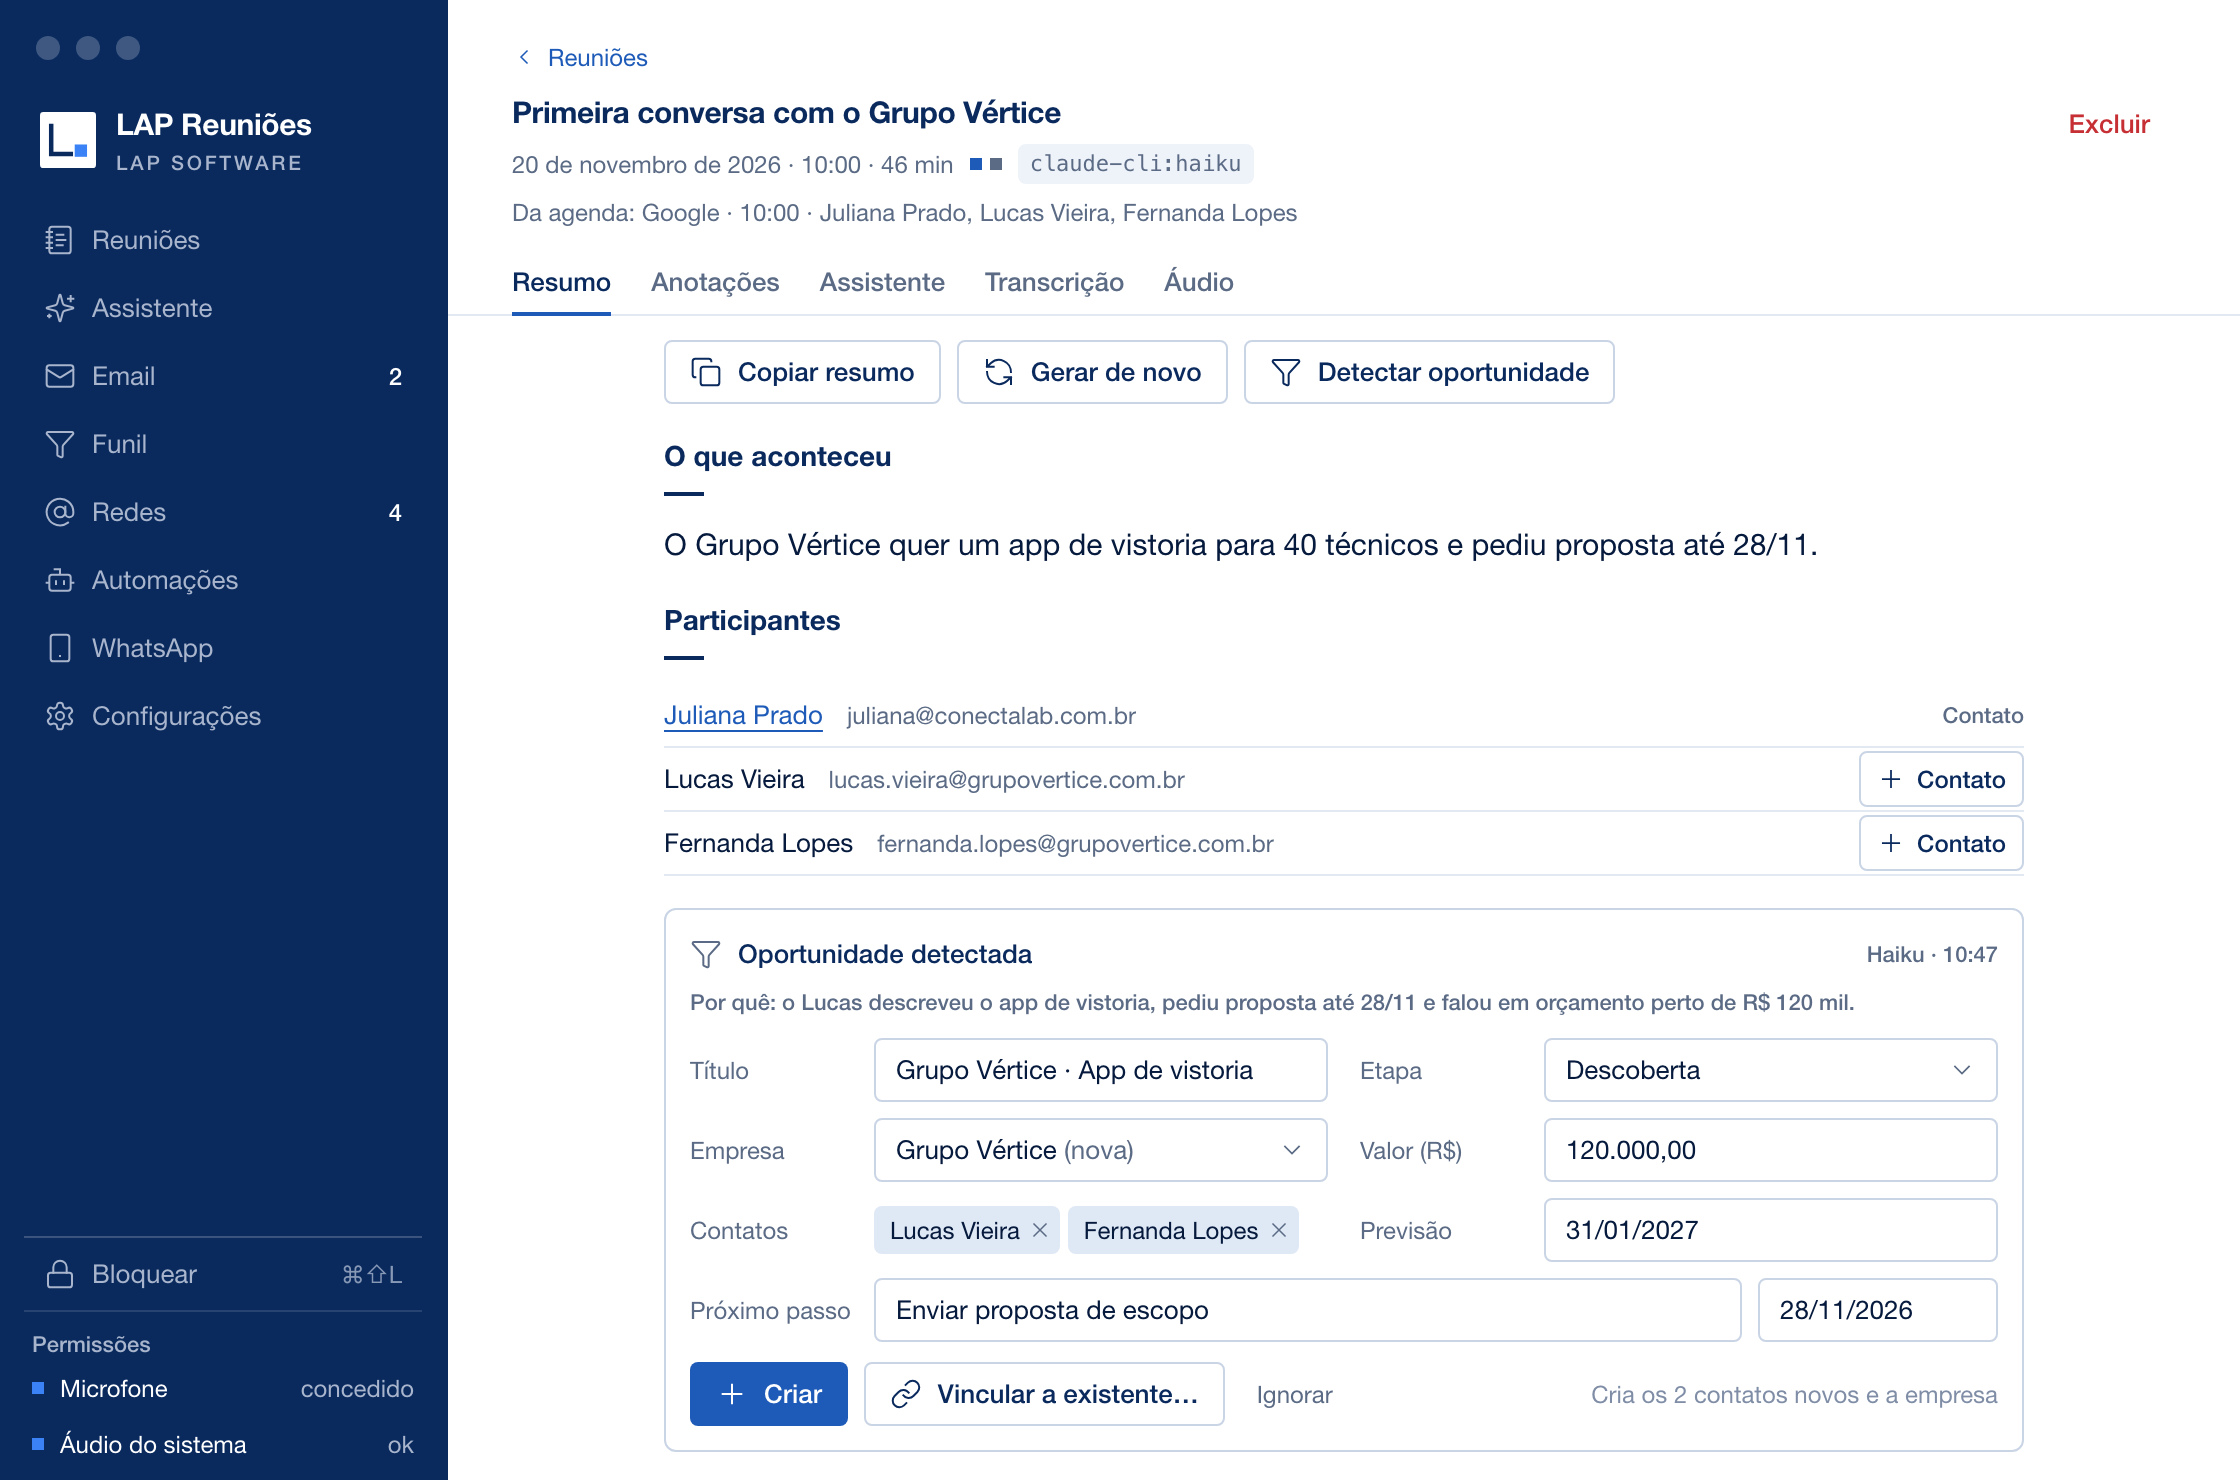 LAP Reuniões
LAP SOFTWARE
Reuniões
Assistente
Email 2
Funil
Redes 4
Automações
WhatsApp
Configurações
Bloquear ⌘⇧L
Permissões
Microfone concedido
Áudio do sistema ok
Reuniões
Primeira conversa com o Grupo Vértice
Excluir
20 de novembro de 2026 · 10:00 · 46 min claude-cli:haiku
Da agenda: Google · 10:00 · Juliana Prado, Lucas Vieira, Fernanda Lopes
Resumo Anotações Assistente Transcrição Áudio
Copiar resumo Gerar de novo Detectar oportunidade
O que aconteceu
O Grupo Vértice quer um app de vistoria para 40 técnicos e pediu proposta até 28/11.
Participantes
Juliana Prado juliana@conectalab.com.br Contato
Lucas Vieira lucas.vieira@grupovertice.com.br + Contato
Fernanda Lopes fernanda.lopes@grupovertice.com.br + Contato
Oportunidade detectada Haiku · 10:47
Por quê: o Lucas descreveu o app de vistoria, pediu proposta até 28/11 e falou em orçamento perto de R$ 120 mil.
Título Grupo Vértice · App de vistoria Etapa Descoberta
Empresa Grupo Vértice (nova) Valor (R$) 120.000,00
Contatos Lucas Vieira × Fernanda Lopes × Previsão 31/01/2027
Próximo passo Enviar proposta de escopo 28/11/2026
+ Criar Vincular a existente... Ignorar Cria os 2 contatos novos e a empresa